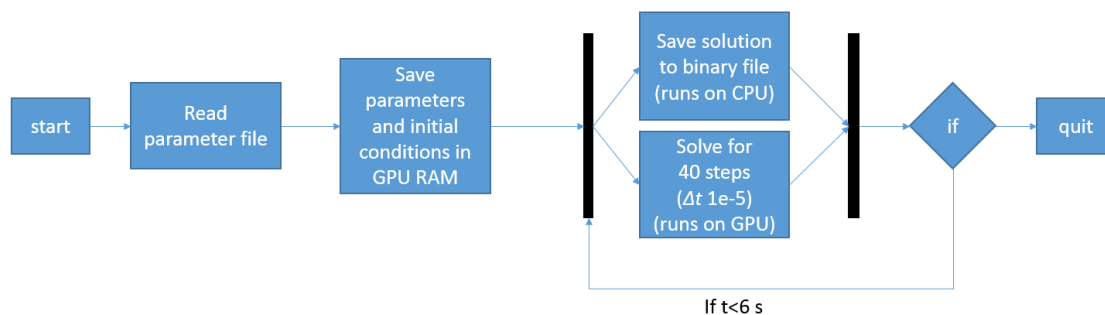 start
Read
parameter file
Save
parameters
and initial
conditions in
GPU RAM
Save solution
to binary file
(runs on CPU)
Solve for
40 steps
(Δt 1e-5)
(runs on GPU)
if
quit
If t<6 s